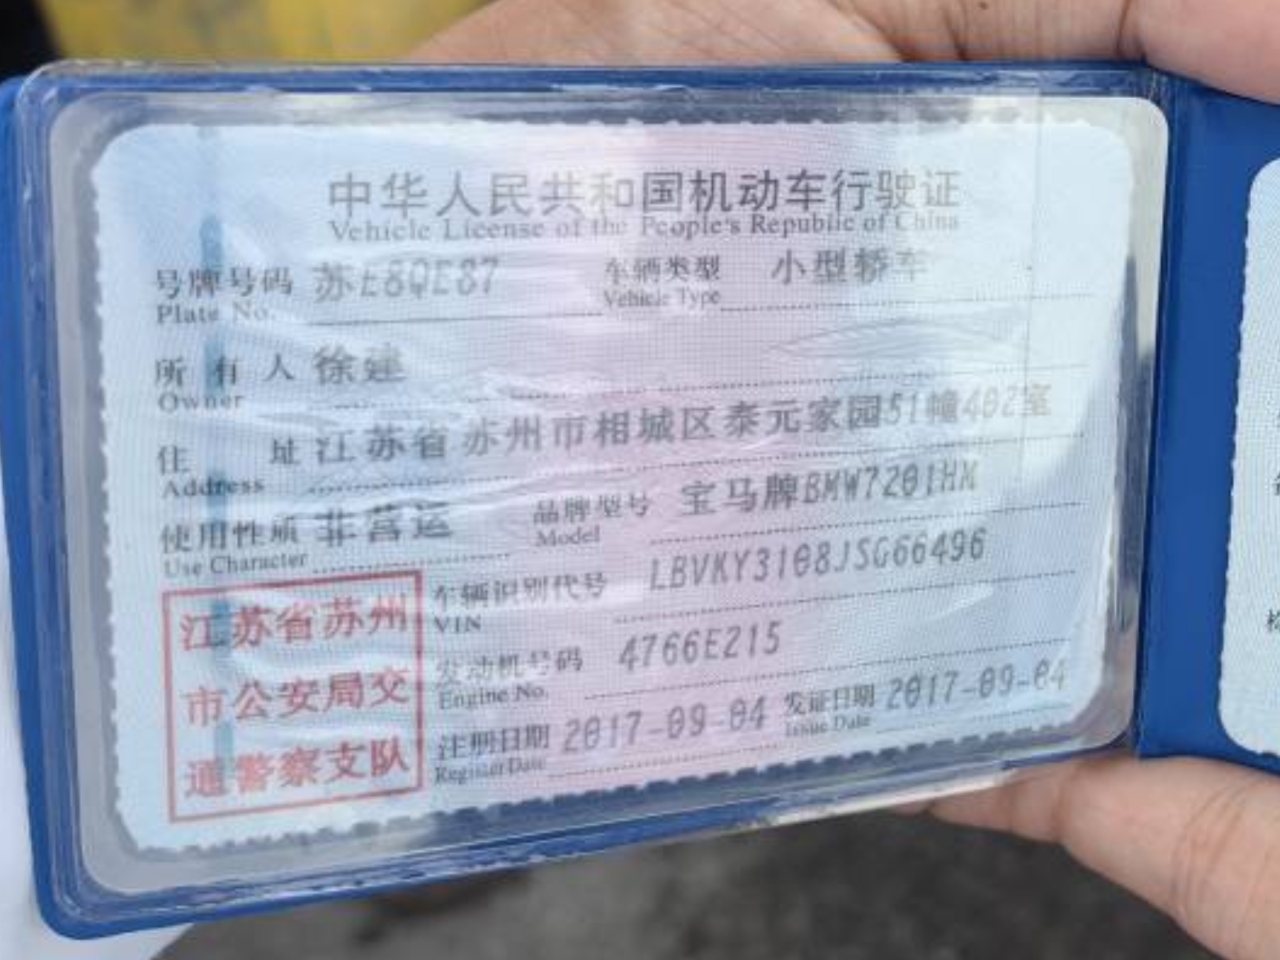 中华人民共和国机动车行驶证
Vehicle License of the People's Republic of China
号牌号码 苏E8QE87 车辆类型 小型轿车
Plate No. Vehicle Type
所有人 徐建
Owner
住址 江苏省苏州市相城区泰元家园51幢402室
Address
使用性质 非营运 品牌型号 宝马牌BMW7201HM
Use Character Model
车辆识别代号 LBVKY3108JSG66496
VIN
发动机号码 4766E215
Engine No.
注册日期 2017-09-04 发证日期 2017-09-04
Register Date Issue Date
江苏省苏州
市公安局交
通警察支队